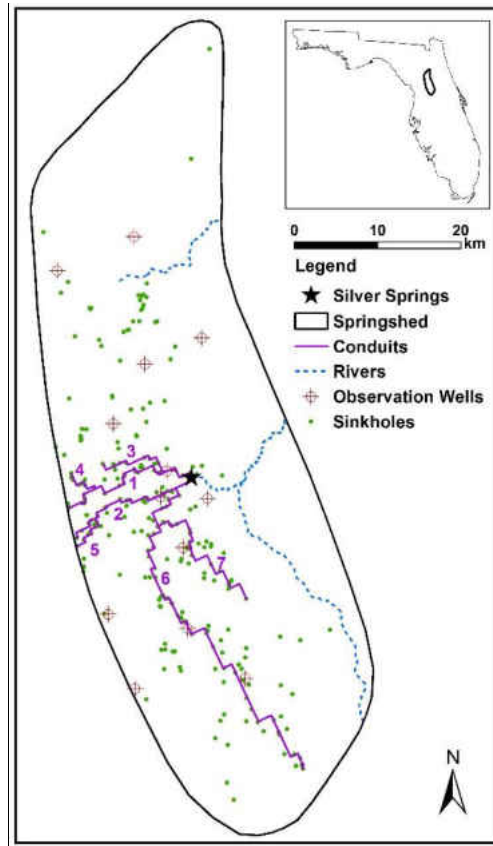 0 10 20
km
Legend
Silver Springs
Springshed
Conduits
Rivers
Observation Wells
Sinkholes
3
4
1
2
5
6
7
N